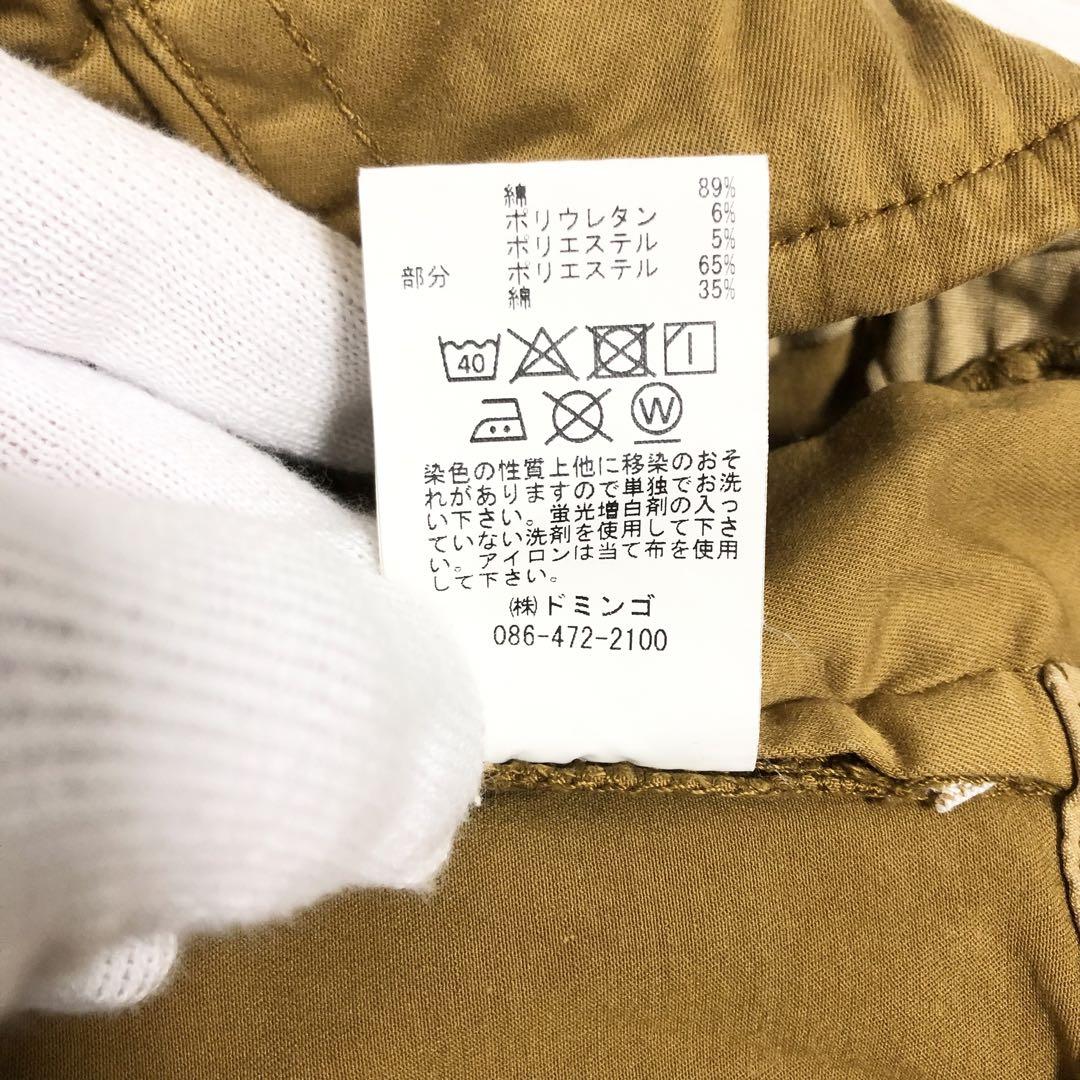 綿 89%
ポリウレタン 6%
ポリエステル 5%
部分 ポリエステル 65%
綿 35%
40
W
染色の性質上他に移染のおそ
れがありますので単独でお洗
い下さい。蛍光増白剤の入っ
ていない洗剤を使用して下さ
い。アイロンは当て布を使用
して下さい。
㈱ドミンゴ
086-472-2100